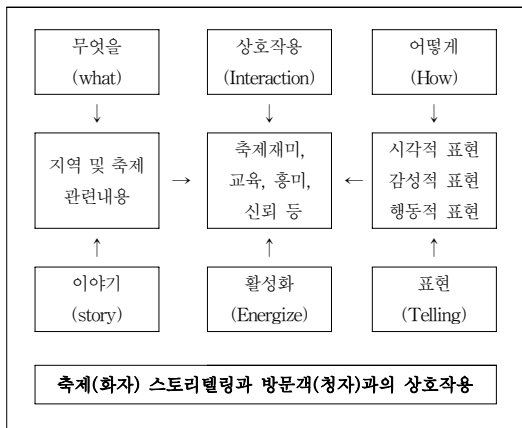 무엇을
(what)
상호작용
(Interaction)
어떻게
(How)
↓ ↓ ↓
지역 및 축제
관련내용
→
축제재미,
교육, 흥미,
신뢰 등
←
시각적 표현
감성적 표현
행동적 표현
↑ ↑ ↑
이야기
(story)
활성화
(Energize)
표현
(Telling)
축제(화자) 스토리텔링과 방문객(청자)과의 상호작용